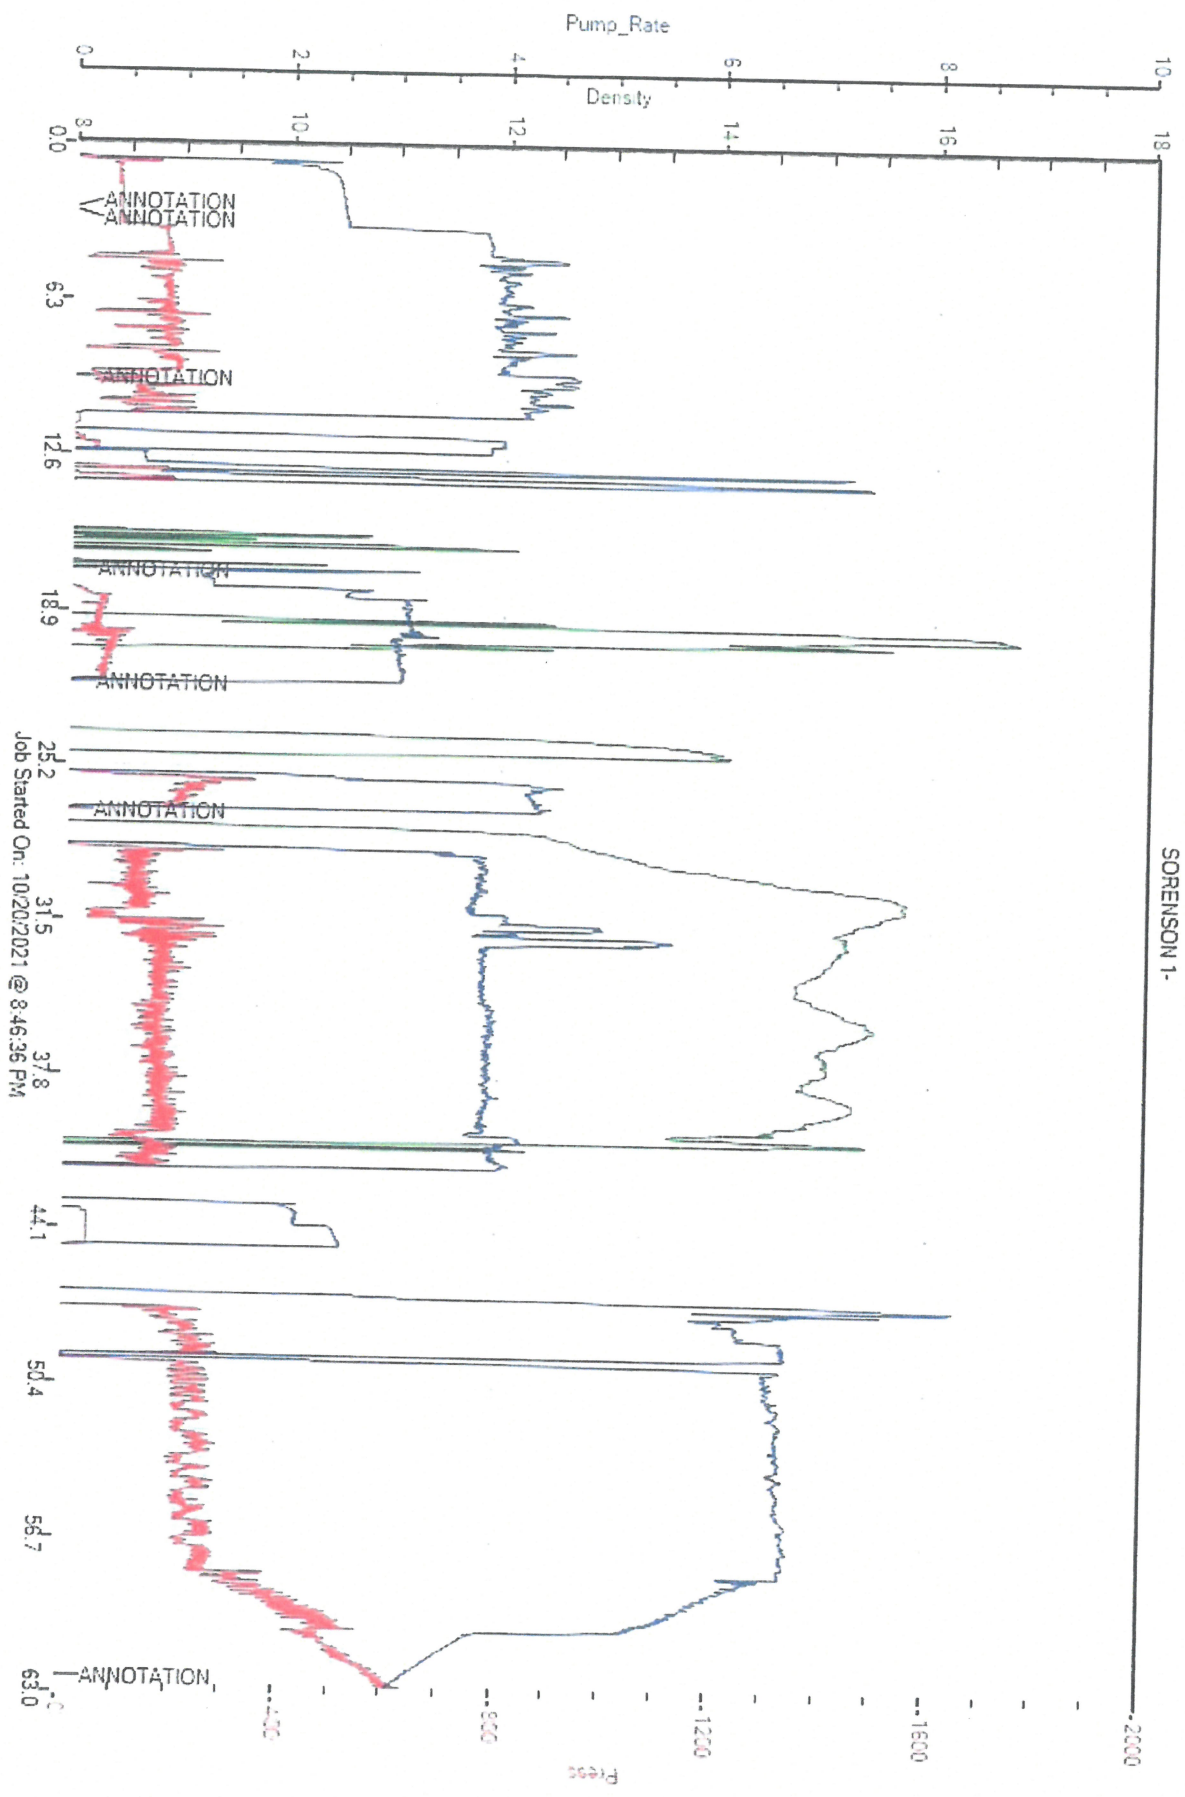 Pump_Rate
0 2 4 6 8 10
Density
8 10 12 14 16 18
0.0
ANNOTATION
ANNOTATION
6.3
ANNOTATION
12.6
ANNOTATION
18.9
ANNOTATION
25.2
ANNOTATION
31.5
37.8
44.1
50.4
56.7
63.0
ANNOTATION
Job Started On: 10/20/2021 @ 8:46:36 PM
SORENSON 1-
0 400 800 1200 1600 2000
Press